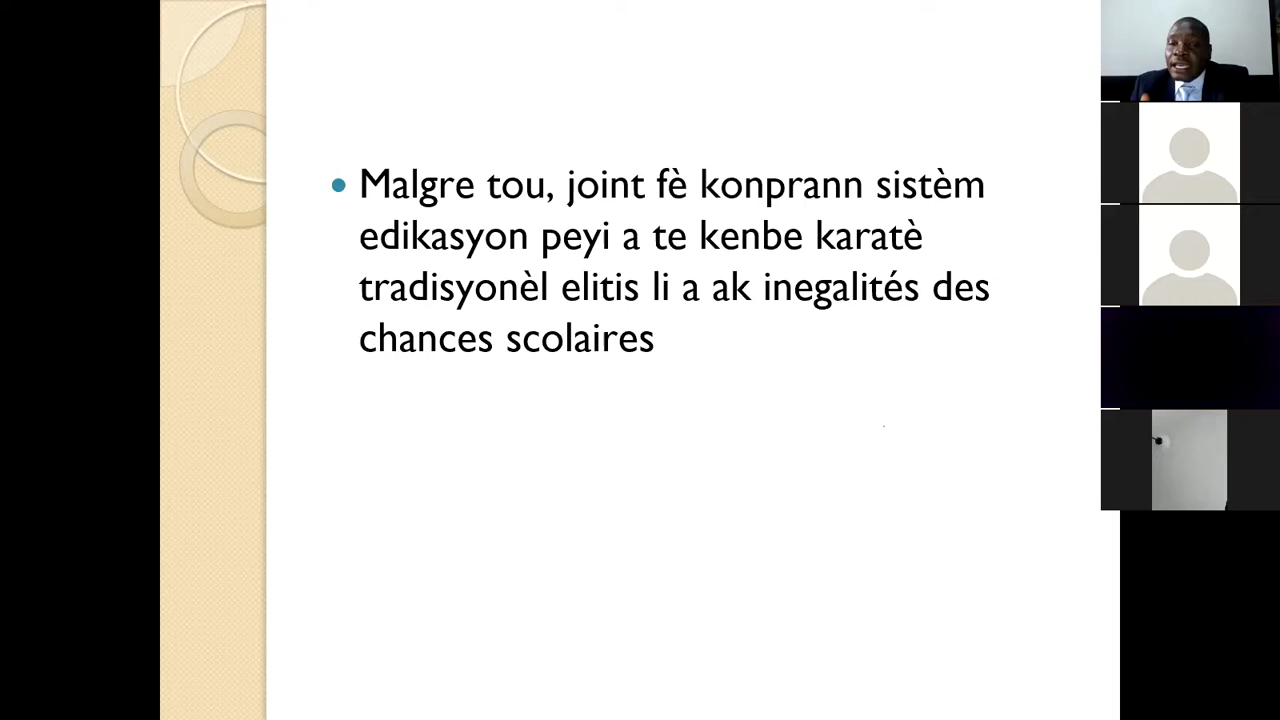 Malgre tou, joint fè konprann sistèm
edikasyon peyi a te kenbe karatè
tradisyonèl elitis li a ak inegalités des
chances scolaires